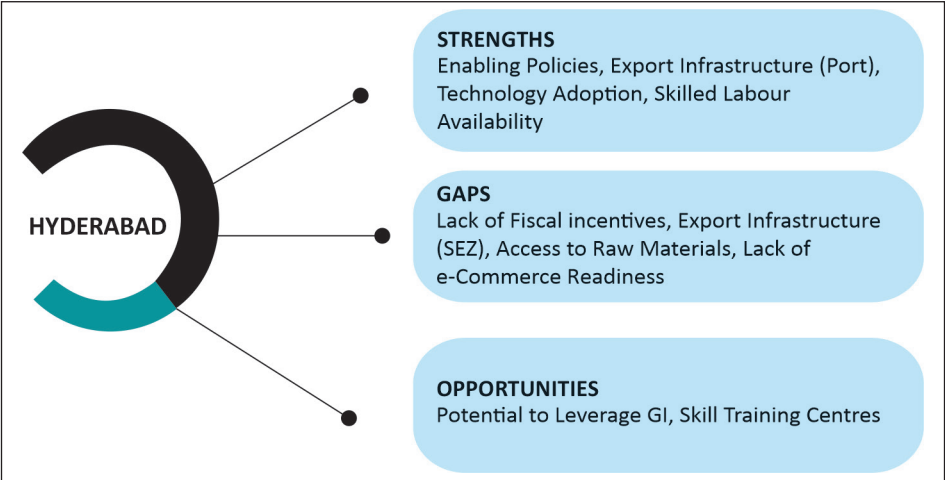 HYDERABAD
STRENGTHS
Enabling Policies, Export Infrastructure (Port),
Technology Adoption, Skilled Labour
Availability
GAPS
Lack of Fiscal incentives, Export Infrastructure
(SEZ), Access to Raw Materials, Lack of
e-Commerce Readiness
OPPORTUNITIES
Potential to Leverage GI, Skill Training Centres